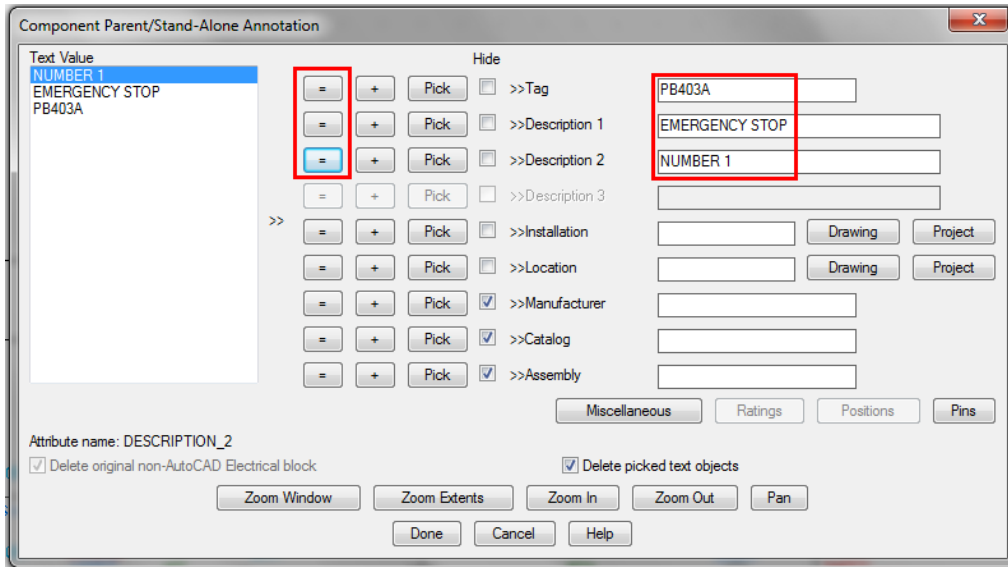 Component Parent/Stand-Alone Annotation
Text Value
Hide
NUMBER 1
EMERGENCY STOP
PB403A
= + Pick >>Tag PB403A
= + Pick >>Description 1 EMERGENCY STOP
= + Pick >>Description 2 NUMBER 1
= + Pick >>Description 3
>>
= + Pick >>Installation Drawing Project
= + Pick >>Location Drawing Project
= + Pick >>Manufacturer
= + Pick >>Catalog
= + Pick >>Assembly
Miscellaneous Ratings Positions Pins
Attribute name: DESCRIPTION_2
Delete original non-AutoCAD Electrical block Delete picked text objects
Zoom Window Zoom Extents Zoom In Zoom Out Pan
Done Cancel Help